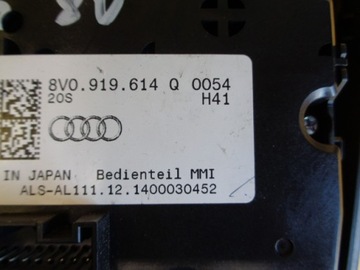 8V0.919.614 Q 0054
20S H41
IN JAPAN Bedienteil MMI
ALS-AL111.12.1400030452